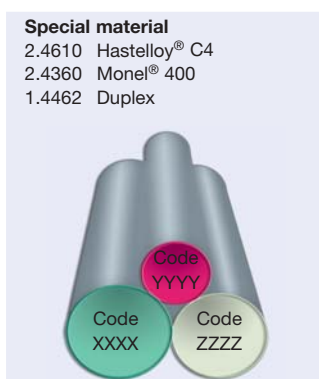 Special material
2.4610 Hastelloy® C4
2.4360 Monel® 400
1.4462 Duplex
Code
YYYY
Code
XXXX
Code
ZZZZ